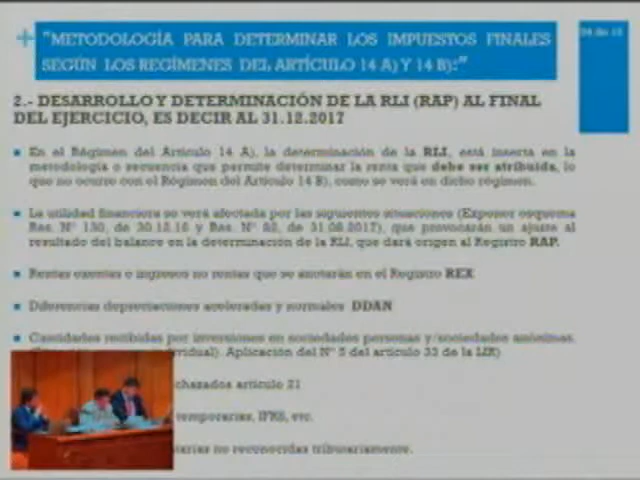 + "METODOLOGÍA PARA DETERMINAR LOS IMPUESTOS FINALES
SEGÚN LOS REGÍMENES DEL ARTÍCULO 14 A) Y 14 B):"
2.- DESARROLLO Y DETERMINACIÓN DE LA RLI (RAP) AL FINAL
DEL EJERCICIO, ES DECIR AL 31.12.2017
En el Régimen del Artículo 14 A), la determinación de la RLI, está inserta en la
metodología o secuencia que permite determinar la renta que debe ser atribuida, lo
que no ocurre con el Régimen del Artículo 14 B), como se verá en dicho régimen.
La utilidad financiera se verá afectada por las siguientes situaciones (Exponer esquema
Res. N° 130, de 30.12.16 y Res. N° 82, de 31.08.2017), que provocarán un ajuste al
resultado del balance en la determinación de la RLI, que dará origen al Registro RAP.
Rentas exentas o ingresos no rentas que se anotarán en el Registro REX
Diferencias depreciaciones aceleradas y normales DDAN
Cantidades recibidas por inversiones en sociedades personas y/sociedades anónimas.
Aplicación del N° 5 del artículo 33 de la LIR)
chazados artículo 21
temporarias, IFRS, etc.
tarias no reconocidas tributariamente.